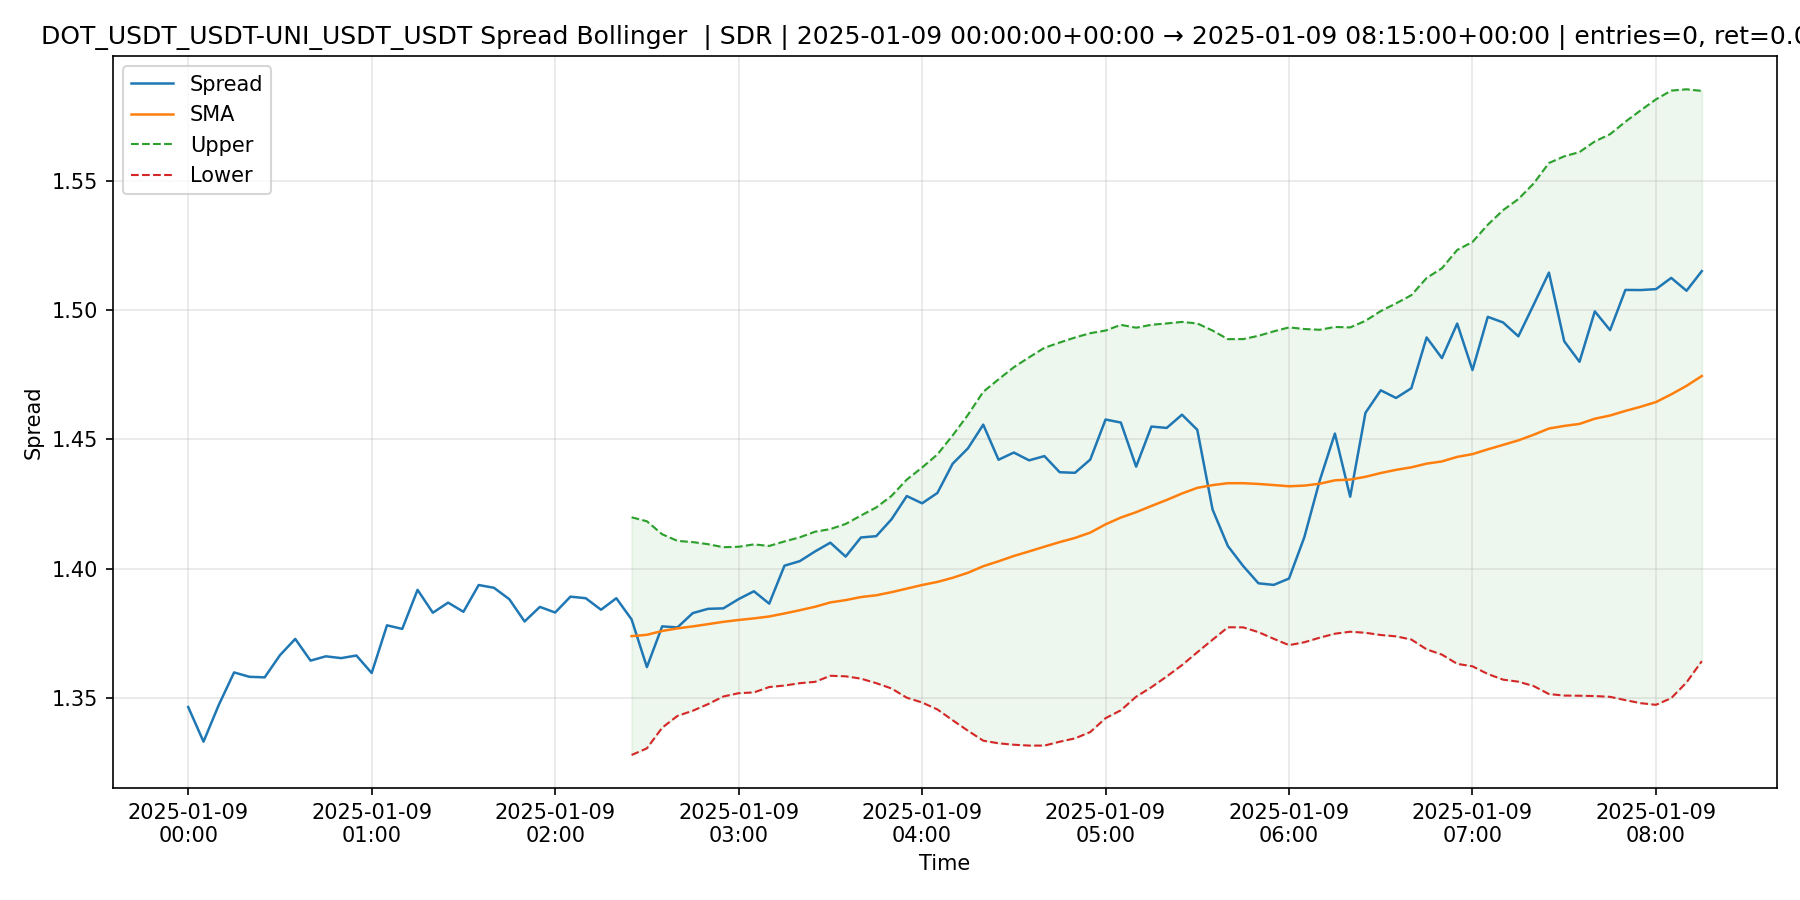 DOT_USDT_USDT-UNI_USDT_USDT Spread Bollinger | SDR | 2025-01-09 00:00:00+00:00 → 2025-01-09 08:15:00+00:00 | entries=0, ret=0.0
Spread
SMA
Upper
Lower
1.55
1.50
1.45
1.40
1.35
Spread
2025-01-09 2025-01-09 2025-01-09 2025-01-09 2025-01-09 2025-01-09 2025-01-09 2025-01-09 2025-01-09
00:00 01:00 02:00 03:00 04:00 05:00 06:00 07:00 08:00
Time